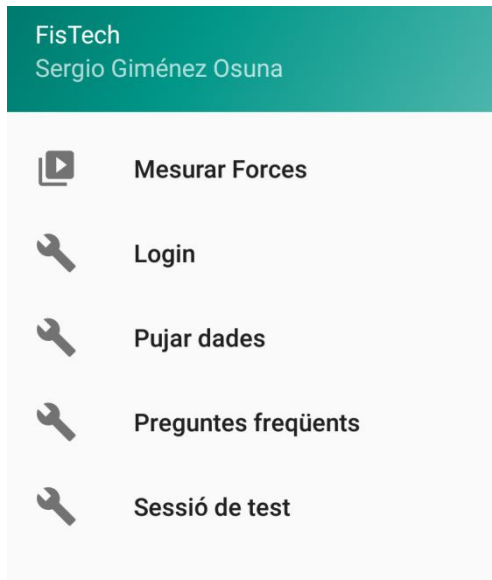 FisTech
Sergio Giménez Osuna
Mesurar Forces
Login
Pujar dades
Preguntes freqüents
Sessió de test